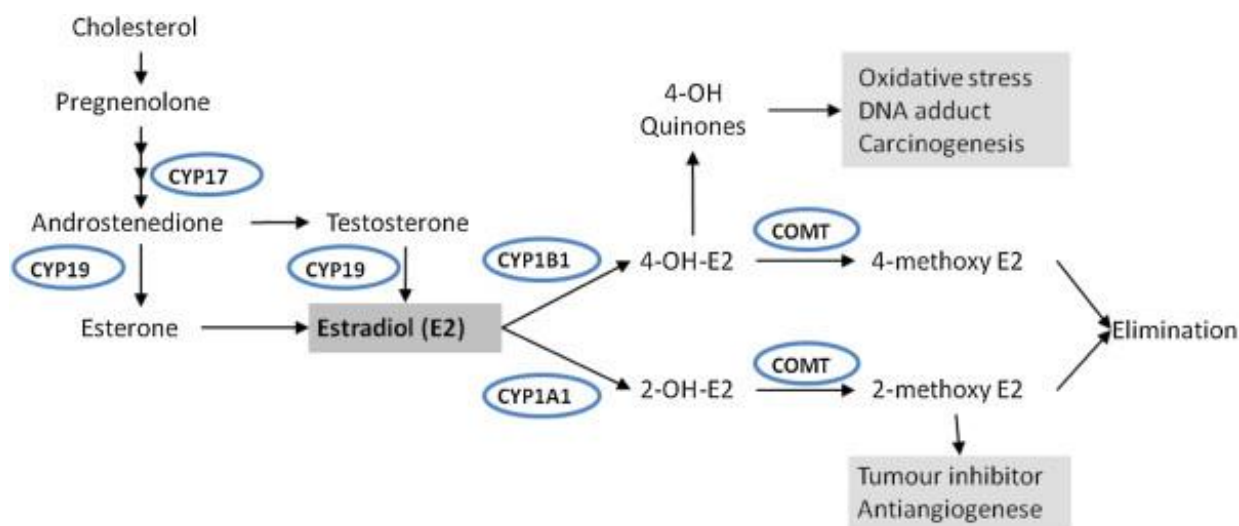 Cholesterol
Pregnenolone
CYP17
Androstenedione
Testosterone
CYP19
CYP19
Esterone
Estradiol (E2)
CYP1B1
CYP1A1
4-OH
Quinones
Oxidative stress
DNA adduct
Carcinogenesis
4-OH-E2
COMT
4-methoxy E2
2-OH-E2
COMT
2-methoxy E2
Elimination
Tumour inhibitor
Antiangiogenese